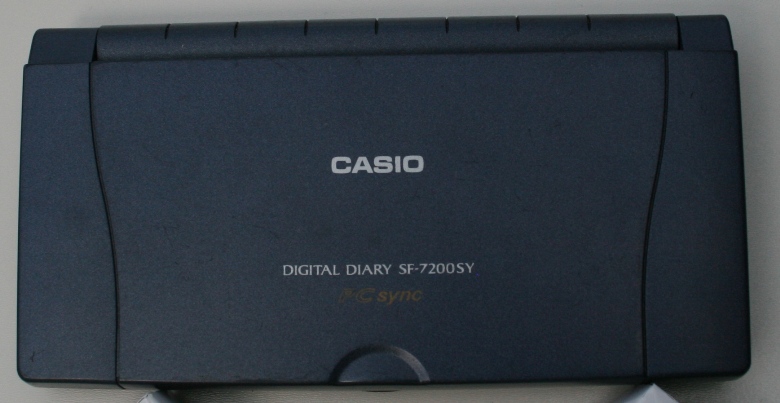 CASIO
DIGITAL DIARY SF-7200SY
PC sync